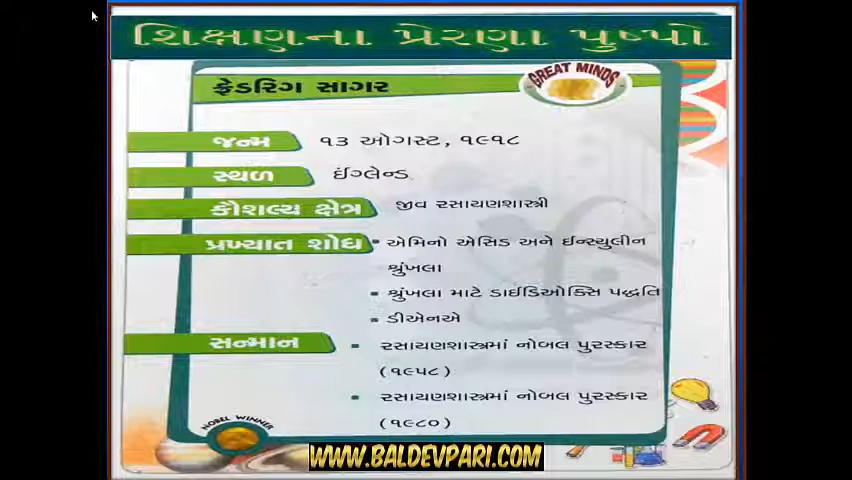 શિક્ષણના પ્રેરણા પુષ્પો
GREAT MINDS
ફ્રેડરિગ સાગર
જન્મ ૧૩ ઓગસ્ટ, ૧૯૧૮
સ્થળ ઈંગ્લેન્ડ
કૌશલ્ય ક્ષેત્ર જીવ રસાયણશાસ્ત્રી
પ્રખ્યાત શોધ ▪ એમિનો એસિડ અને ઈન્સ્યુલીન
શ્રુંખલા
▪ શ્રુંખલા માટે ડાઈડિઓક્સિ પદ્ધતિ
▪ ડીએનએ
સન્માન ▪ રસાયણશાસ્ત્રમાં નોબલ પુરસ્કાર
(૧૯૫૮)
▪ રસાયણશાસ્ત્રમાં નોબલ પુરસ્કાર
(૧૯૮૦)
NOBEL WINNER
WWW.BALDEVPARI.COM